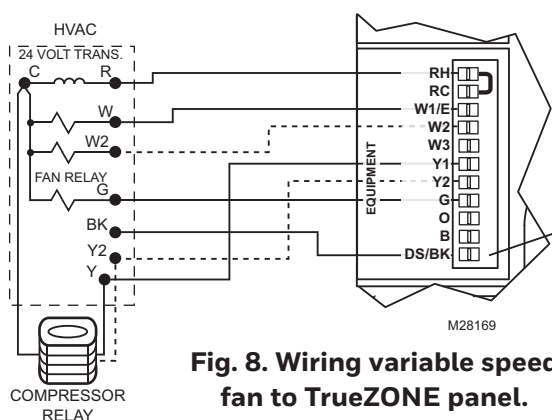 HVAC
24 VOLT TRANS.
C
R
W
W2
FAN RELAY
G
BK
Y2
Y
COMPRESSOR
RELAY
EQUIPMENT
RH
RC
W1/E
W2
W3
Y1
Y2
G
O
B
DS/BK
M28169
Fig. 8. Wiring variable speed
fan to TrueZONE panel.